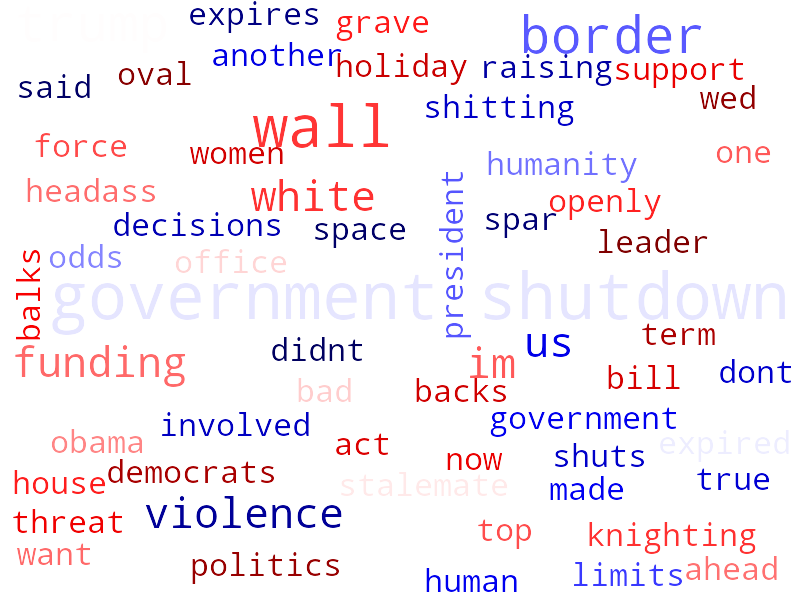 expires grave border
another holiday raising support
said oval shitting wed
wall
force women humanity one
headass white openly
decisions space president spar leader
balks odds office
government shutdown
didnt us term
funding im bill dont
bad backs
involved government
obama act now shuts expired
house democrats stalemate made true
threat violence top knighting
want politics human limits ahead